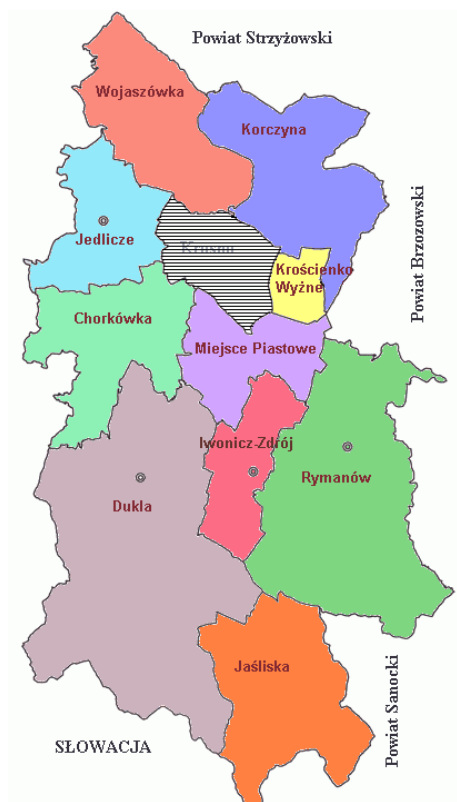 Powiat Strzyżowski
Wojaszówka
Korczyna
Powiat Brzozowski
Jedlicze
Krosno
Krościenko
Wyżne
Chorkówka
Miejsce Piastowe
Iwonicz-Zdrój
Rymanów
Dukla
Jaśliska
Powiat Sanocki
SŁOWACJA